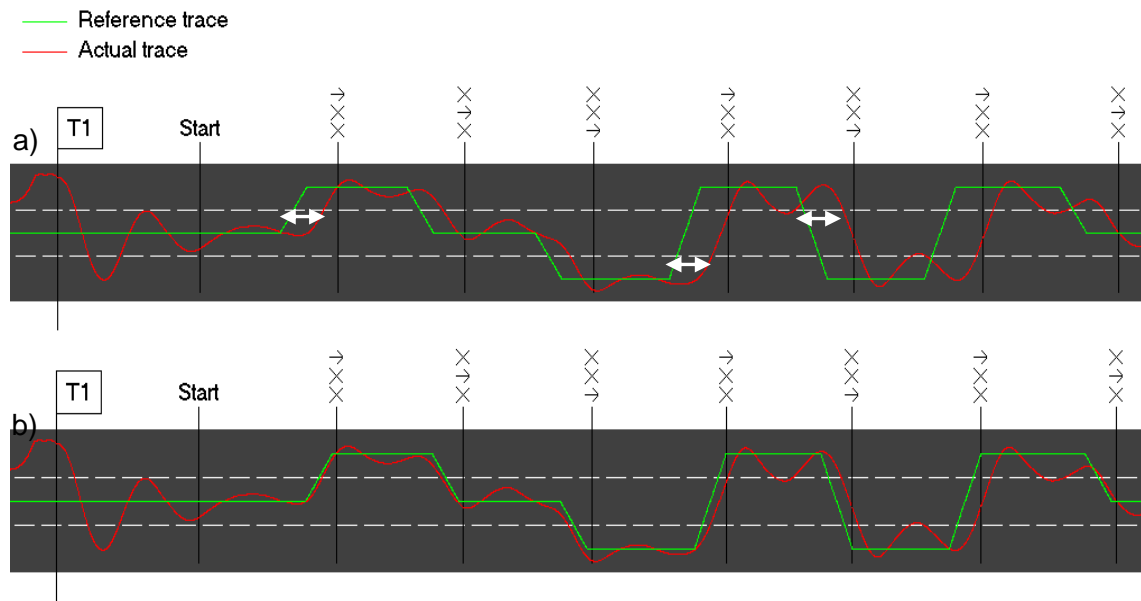 Reference trace
Actual trace
→ × × → × → ×
× → × × × × →
× × → × → × ×
a)
T1
Start
→ × × → × → ×
× → × × × × →
× × → × → × ×
b)
T1
Start